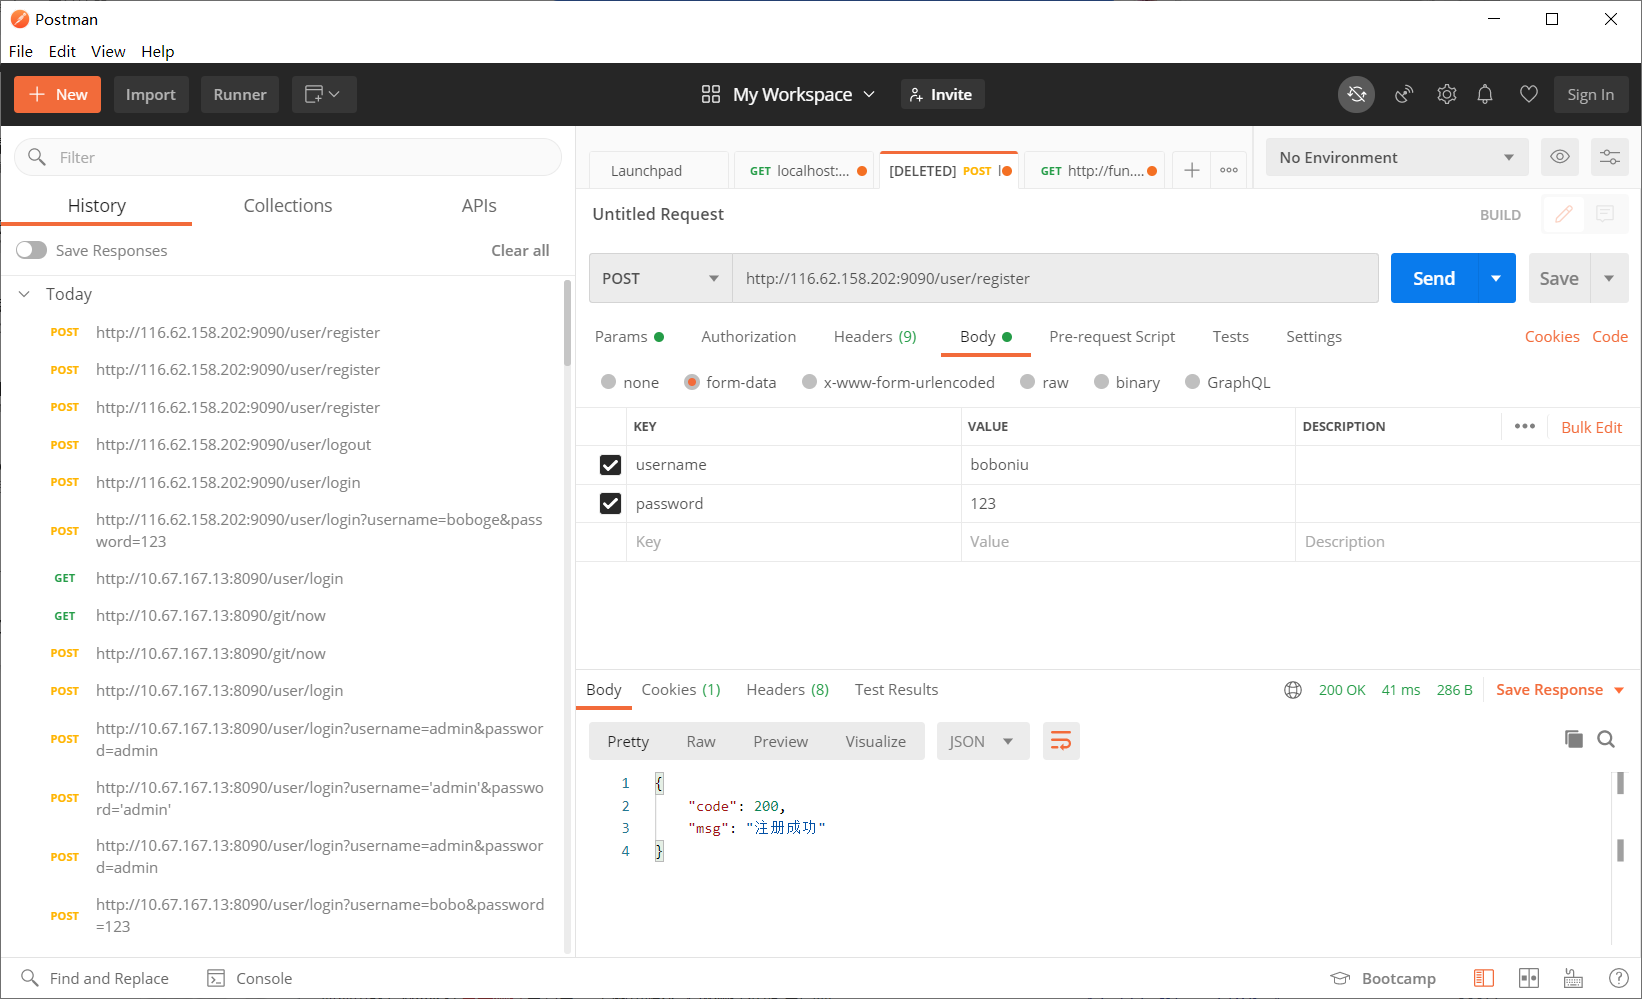 Postman
File Edit View Help
New Import Runner My Workspace Invite Sign In
Filter
History Collections APIs
Save Responses Clear all
Today
POST http://116.62.158.202:9090/user/register
POST http://116.62.158.202:9090/user/register
POST http://116.62.158.202:9090/user/register
POST http://116.62.158.202:9090/user/logout
POST http://116.62.158.202:9090/user/login
POST http://116.62.158.202:9090/user/login?username=boboge&pass
word=123
GET http://10.67.167.13:8090/user/login
GET http://10.67.167.13:8090/git/now
POST http://10.67.167.13:8090/git/now
POST http://10.67.167.13:8090/user/login
POST http://10.67.167.13:8090/user/login?username=admin&passwor
d=admin
POST http://10.67.167.13:8090/user/login?username='admin'&passwo
rd='admin'
POST http://10.67.167.13:8090/user/login?username=admin&passwor
d=admin
POST http://10.67.167.13:8090/user/login?username=bobo&password
=123
Launchpad GET localhost:... [DELETED] POST GET http://fun.... No Environment
Untitled Request BUILD
POST http://116.62.158.202:9090/user/register Send Save
Params Authorization Headers (9) Body Pre-request Script Tests Settings Cookies Code
none form-data x-www-form-urlencoded raw binary GraphQL
KEY VALUE DESCRIPTION ••• Bulk Edit
username boboniu
password 123
Key Value Description
Body Cookies (1) Headers (8) Test Results 200 OK 41 ms 286 B Save Response
Pretty Raw Preview Visualize JSON
1 {
2 "code": 200,
3 "msg": "注册成功"
4 }
Find and Replace Console Bootcamp